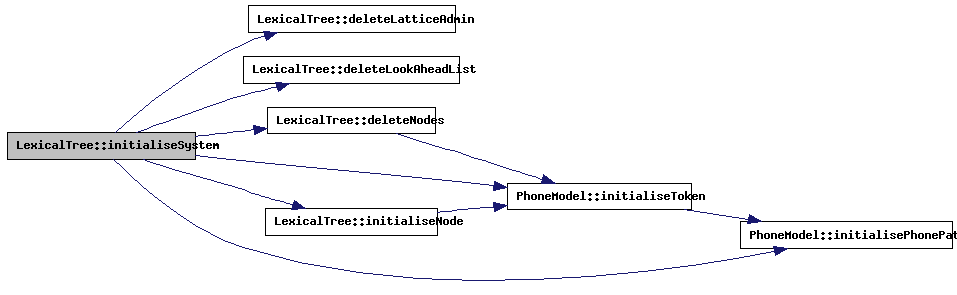 LexicalTree::deleteLatticeAdmin
LexicalTree::deleteLookAheadList
LexicalTree::deleteNodes
LexicalTree::initialiseSystem
PhoneModel::initialiseToken
LexicalTree::initialiseNode
PhoneModel::initialisePhonePat